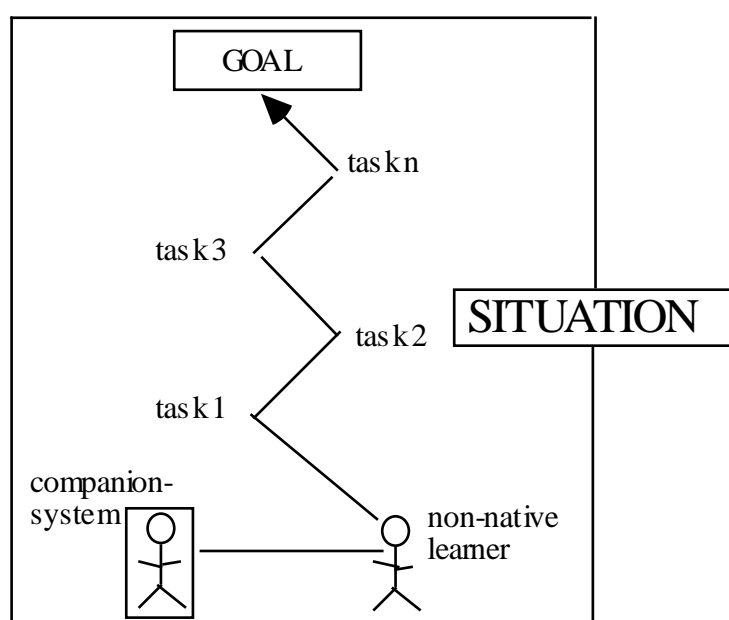 GOAL
taskn
task3
SITUATION
task2
task1
companion-
system
non-native
learner